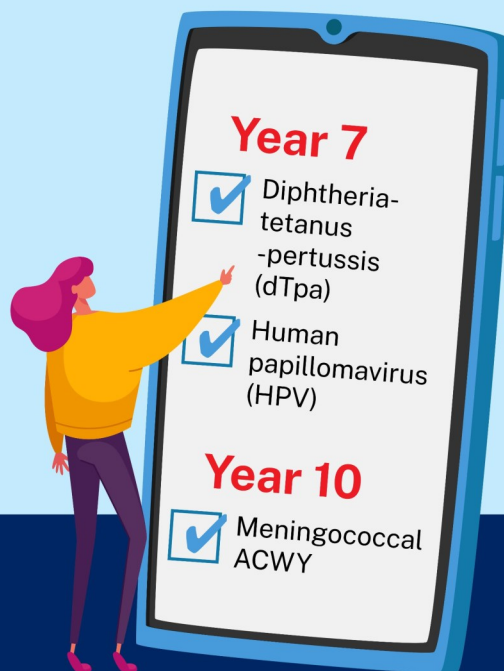 Year 7
Diphtheria-
tetanus
-pertussis
(dTpa)
Human
papillomavirus
(HPV)
Year 10
Meningococcal
ACWY